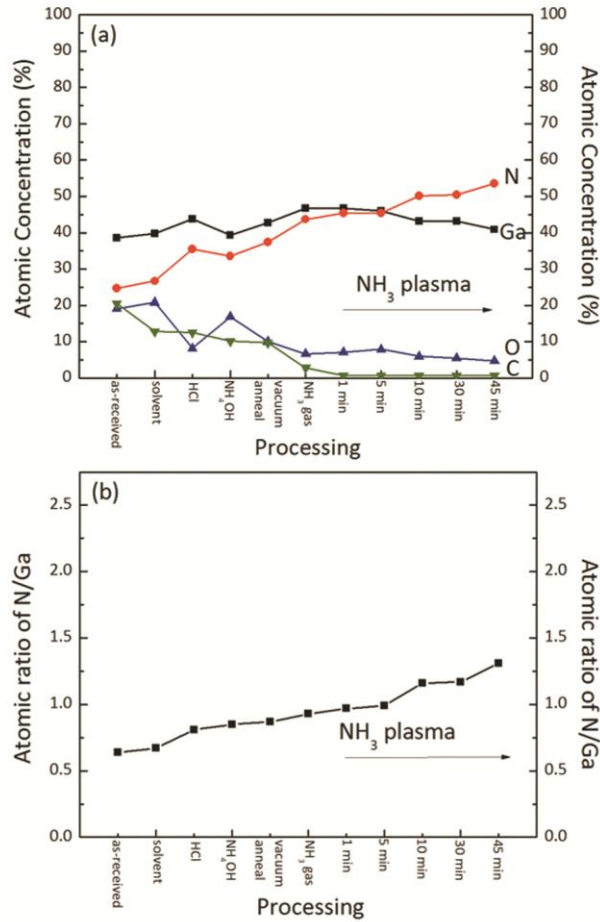 (a)
100
90
80
70
60
50
40
30
20
10
0
Atomic Concentration (%)
100
90
80
70
60
50
40
30
20
10
0
Atomic Concentration (%)
N
Ga
NH₃ plasma
O
C
as-received
solvent
HCl
NH₄OH
vacuum
anneal
NH₃ gas
1 min
5 min
10 min
30 min
45 min
Processing
(b)
2.5
2.0
1.5
1.0
0.5
0.0
Atomic ratio of N/Ga
2.5
2.0
1.5
1.0
0.5
0.0
Atomic ratio of N/Ga
NH₃ plasma
as-received
solvent
HCl
NH₄OH
vacuum
anneal
NH₃ gas
1 min
5 min
10 min
30 min
45 min
Processing